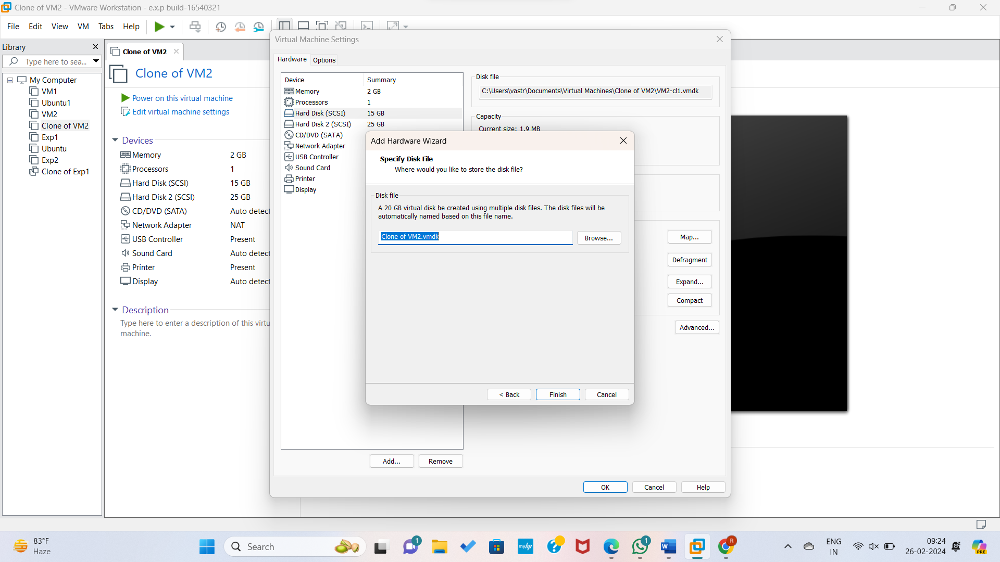 Clone of VM2 - VMware Workstation - e.x.p build-16540321
File Edit View VM Tabs Help
Library
Type here to sea...
My Computer
VM1
Ubuntu1
VM2
Clone of VM2
Exp1
Ubuntu
Exp2
Clone of Exp1
Clone of VM2
Clone of VM2
Power on this virtual machine
Edit virtual machine settings
Devices
Memory 2 GB
Processors 1
Hard Disk (SCSI) 15 GB
Hard Disk 2 (SCSI) 25 GB
CD/DVD (SATA) Auto detect
Network Adapter NAT
USB Controller Present
Sound Card Auto detect
Printer Present
Display Auto detect
Description
Type here to enter a description of this virtu
machine.
Virtual Machine Settings
Hardware Options
Device Summary
Memory 2 GB
Processors 1
Hard Disk (SCSI) 15 GB
Hard Disk 2 (SCSI) 25 GB
CD/DVD (SATA)
Network Adapter
USB Controller
Sound Card
Printer
Display
Add... Remove
Disk file
C:\Users\vastr\Documents\Virtual Machines\Clone of VM2\VM2-cl1.vmdk
Capacity
Current size: 1.9 MB
Map...
Defragment
Expand...
Compact
Advanced...
OK Cancel Help
Add Hardware Wizard
Specify Disk File
Where would you like to store the disk file?
Disk file
A 20 GB virtual disk be created using multiple disk files. The disk files will be
automatically named based on this file name.
Clone of VM2.vmdk Browse...
< Back Finish Cancel
83°F
Haze
Search
1
myhp
1
W
R
ENG
IN
09:24
26-02-2024
PRE